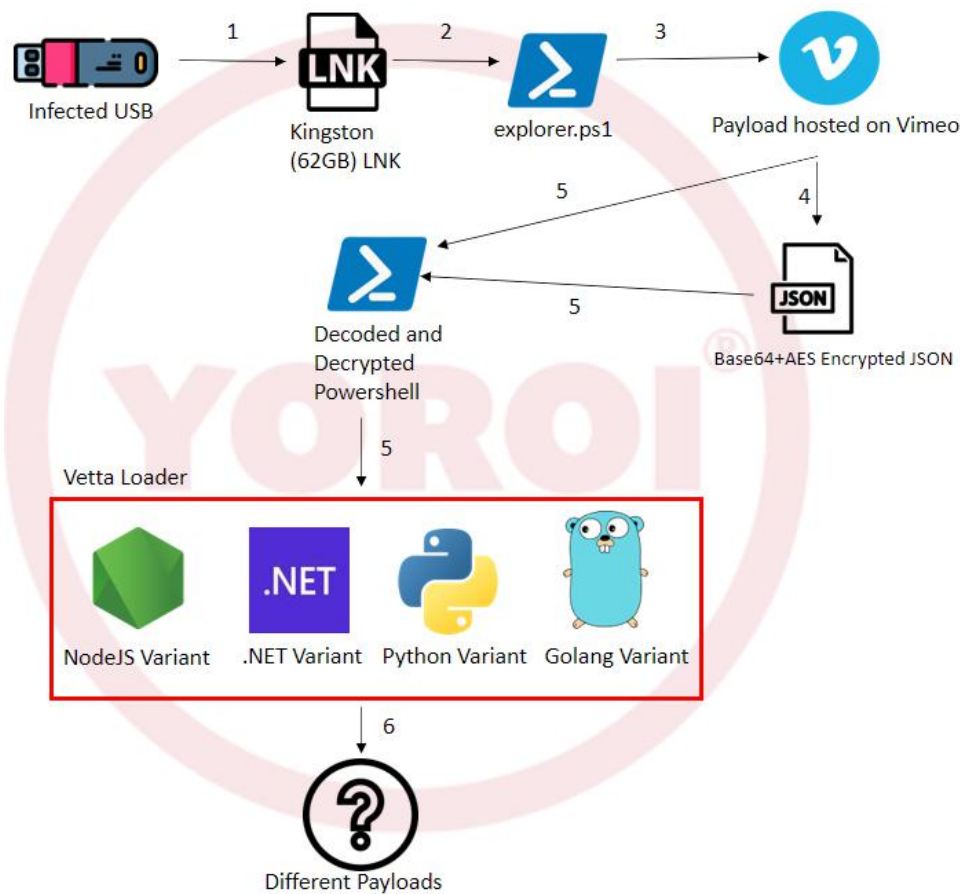 1
2
3
LNK
Infected USB
Kingston
(62GB) LNK
explorer.ps1
Payload hosted on Vimeo
5
4
5
JSON
Decoded and
Decrypted
Powershell
Base64+AES Encrypted JSON
YOROI®
5
Vetta Loader
.NET
NodeJS Variant
.NET Variant
Python Variant
Golang Variant
6
?
Different Payloads